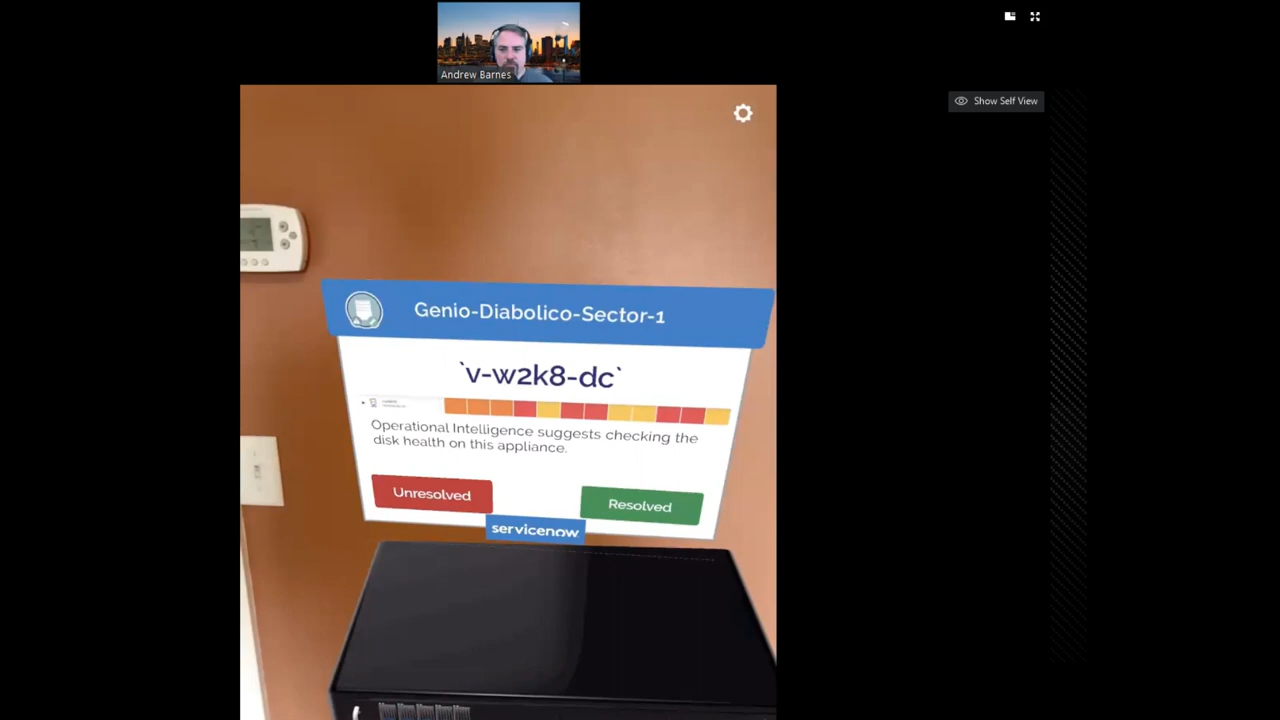 Andrew Barnes
Show Self View
Genio-Diabolico-Sector-1
`v-w2k8-dc`
Operational Intelligence suggests checking the
disk health on this appliance.
Unresolved
Resolved
servicenow